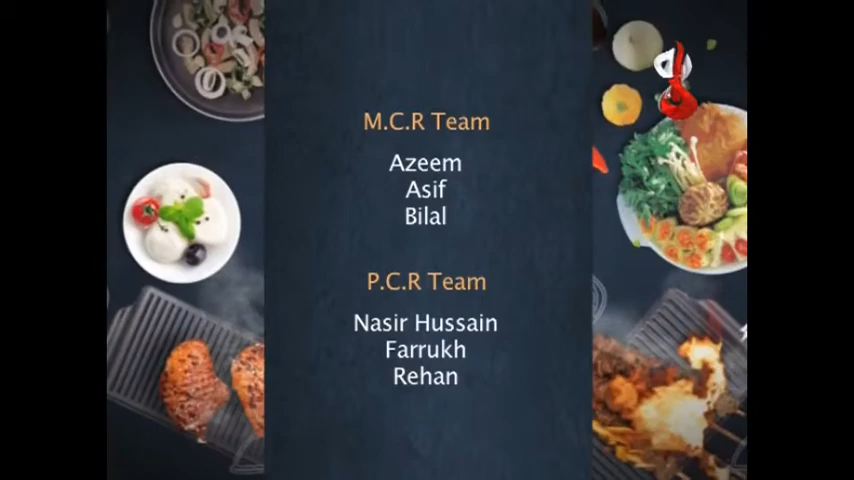 M.C.R Team
Azeem
Asif
Bilal
P.C.R Team
Nasir Hussain
Farrukh
Rehan